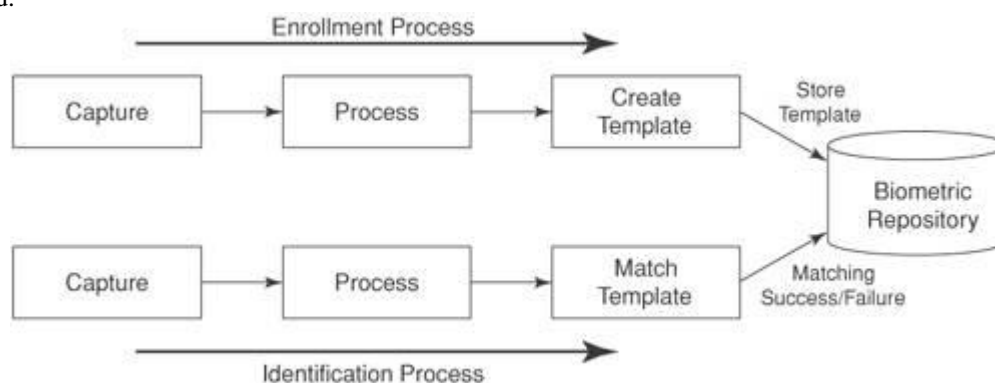 Enrollment Process
Capture
Process
Create
Template
Store
Template
Biometric
Repository
Capture
Process
Match
Template
Matching
Success/Failure
Identification Process